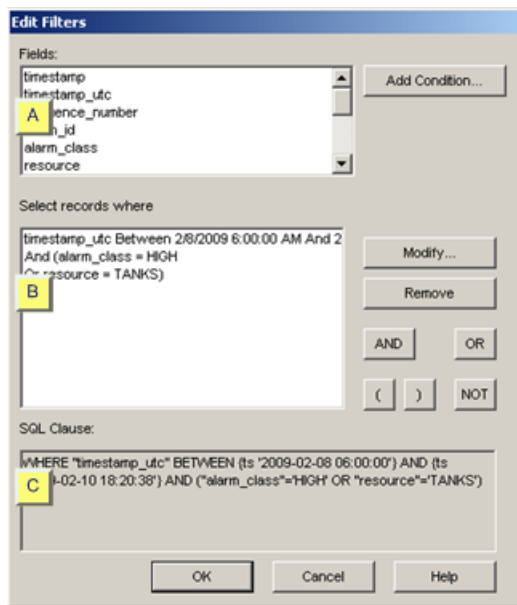 Edit Filters
Fields:
timestamp
timestamp_utc
ence_number
_id
alarm_class
resource
A
Add Condition...
Select records where
timestamp_utc Between 2/8/2009 6:00:00 AM And 2
And (alarm_class = HIGH
Or resource = TANKS)
B
Modify...
Remove
AND
OR
(
)
NOT
SQL Clause:
WHERE "timestamp_utc" BETWEEN {ts '2009-02-08 06:00:00'} AND {ts
-02-10 18:20:38'} AND ("alarm_class"='HIGH' OR "resource"='TANKS')
C
OK
Cancel
Help